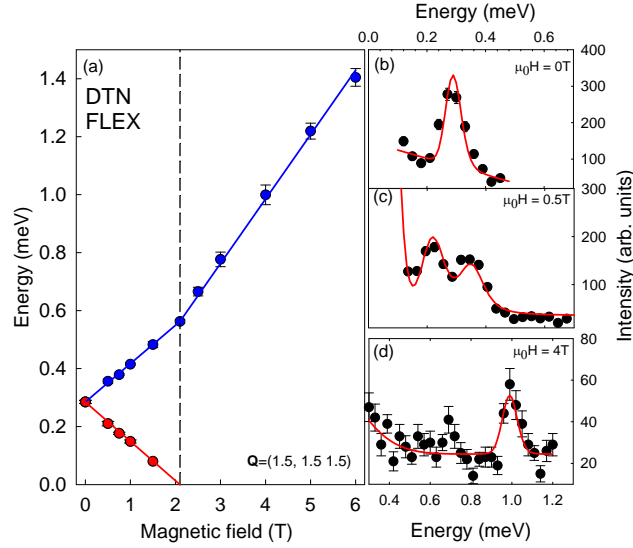 Energy (meV)
0.0 0.2 0.4 0.6
(a)
DTN
FLEX
1.4
1.2
1.0
0.8
0.6
0.4
0.2
0.0
Energy (meV)
Q=(1.5, 1.5 1.5)
0 1 2 3 4 5 6
Magnetic field (T)
(b)
μ0H = 0T
400
300
200
100
(c)
μ0H = 0.5T
300
200
100
Intensity (arb. units)
(d)
μ0H = 4T
80
60
40
20
0.4 0.6 0.8 1.0 1.2
Energy (meV)